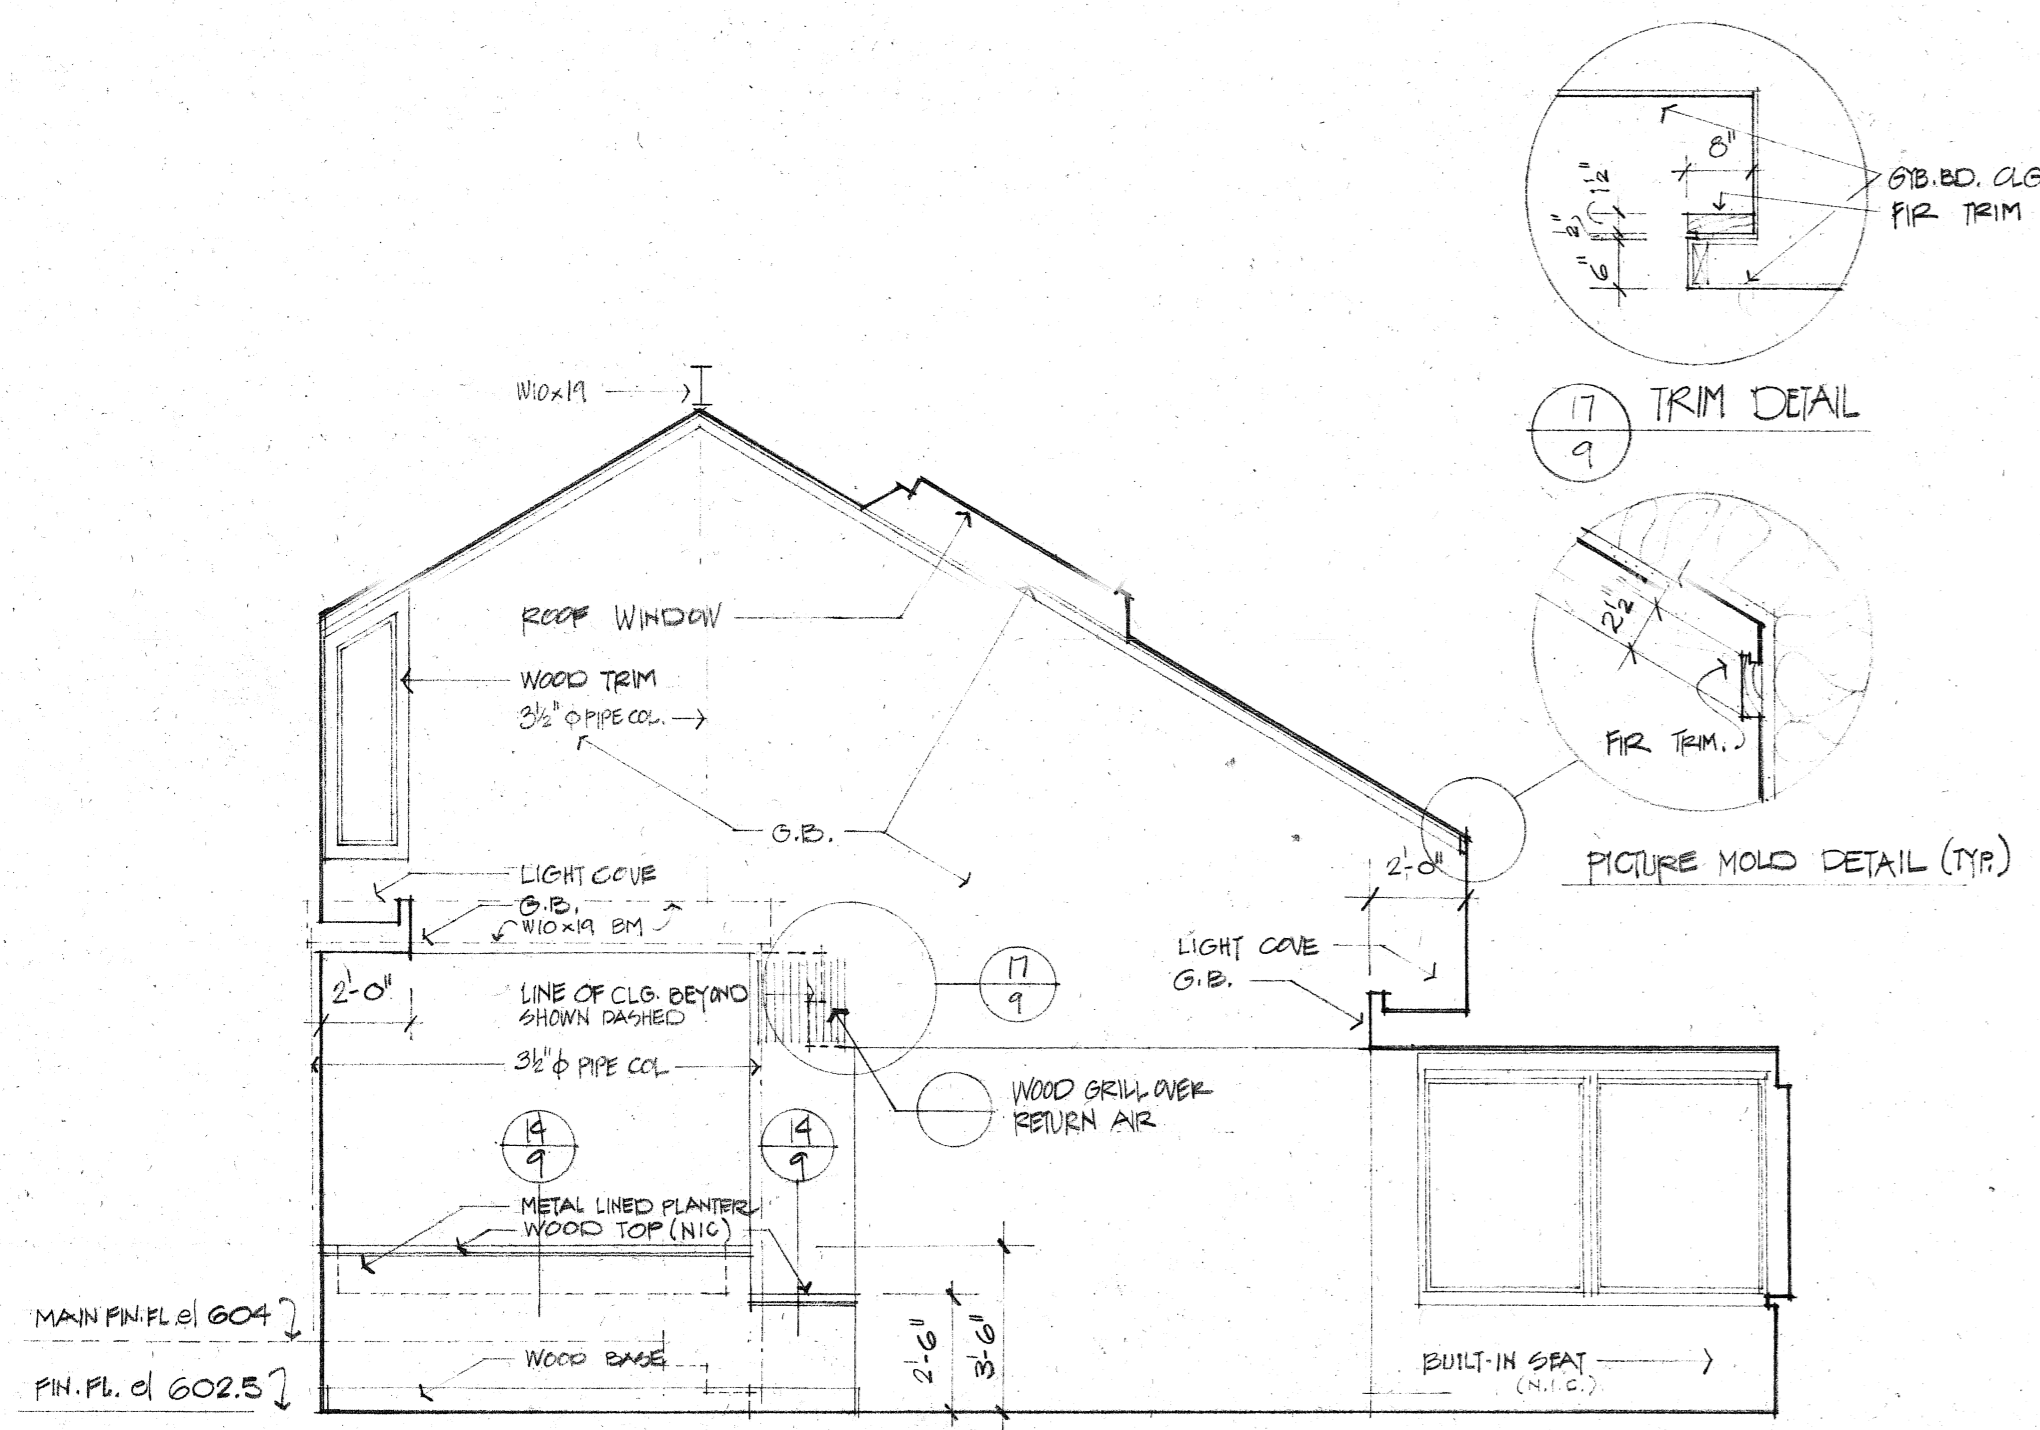 8"
1½"
½"
6"
GYB.BD. CLG
FIR TRIM
17
9
TRIM DETAIL
W10x19
2½"
FIR TRIM.
PICTURE MOLD DETAIL (TYP.)
ROOF WINDOW
WOOD TRIM
3½" φ PIPE COL.
G.B.
LIGHT COVE
G.B.
W10x19 BM
2'-0"
LIGHT COVE
G.B.
17
9
2'-0"
LINE OF CLG. BEYOND
SHOWN DASHED
3½" φ PIPE COL
WOOD GRILL OVER
RETURN AIR
14
9
14
9
METAL LINED PLANTER
WOOD TOP (NIC)
MAIN FIN.FL. el 604
WOOD BASE
FIN. FL. el 602.5
2'-6"
3'-6"
BUILT-IN SEAT
(N.I.C.)